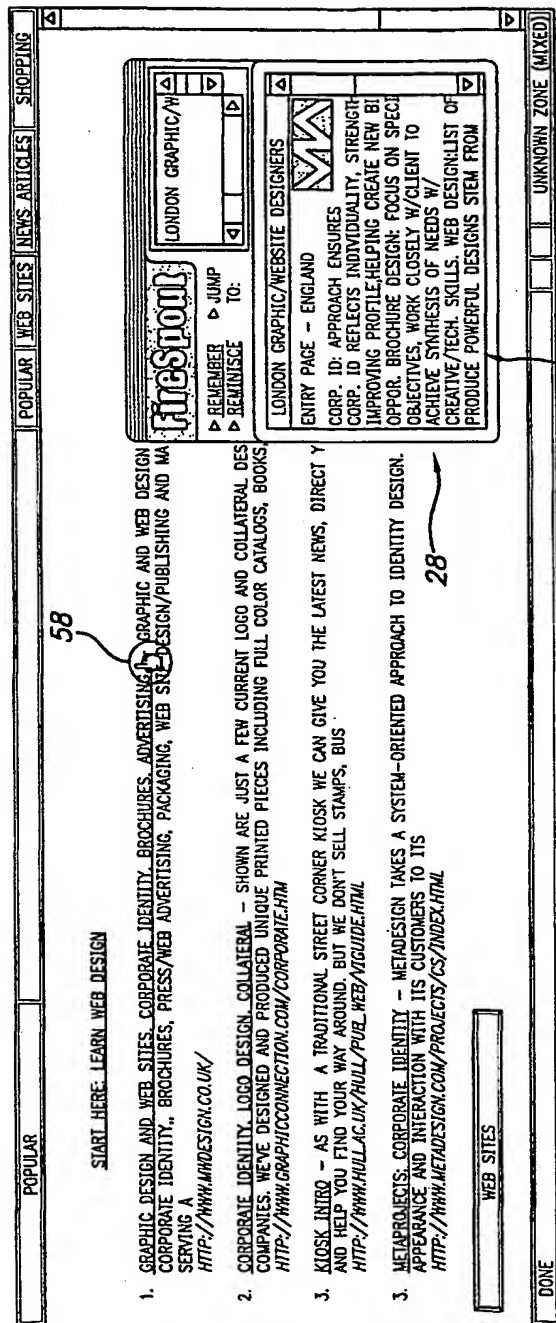 POPULAR
POPULAR WEB SITES NEWS ARTICLES SHOPPING
START HERE: LEARN WEB DESIGN
58
1. GRAPHIC DESIGN AND WEB SITES, CORPORATE IDENTITY, BROCHURES, ADVERTISING GRAPHIC AND WEB DESIGN
CORPORATE IDENTITY., BROCHURES, PRESS/WEB ADVERTISING, PACKAGING, WEB SITE DESIGN/PUBLISHING AND MA
SERVING A
HTTP://WWW.MWDESIGN.CO.UK/
2. CORPORATE IDENTITY, LOGO DESIGN, COLLATERAL - SHOWN ARE JUST A FEW CURRENT LOGO AND COLLATERAL DES
COMPANIES. WE'VE DESIGNED AND PRODUCED UNIQUE PRINTED PIECES INCLUDING FULL COLOR CATALOGS, BOOKS,
HTTP://WWW.GRAPHICCONNECTION.COM/CORPORATE.HTM
3. KIOSK INTRO - AS WITH A TRADITIONAL STREET CORNER KIOSK WE CAN GIVE YOU THE LATEST NEWS, DIRECT Y
AND HELP YOU FIND YOUR WAY AROUND. BUT WE DON'T SELL STAMPS, BUS
HTTP://WWW.HULL.AC.UK/HULL/PUB_WEB/VIGUIDE.HTML
3. METAPROJECTS: CORPORATE IDENTITY - METADESIGN TAKES A SYSTEM-ORIENTED APPROACH TO IDENTITY DESIGN.
APPEARANCE AND INTERACTION WITH ITS CUSTOMERS TO ITS
HTTP://WWW.METADESIGN.COM/PROJECTS/CS/INDEX.HTML
FireSpout
REMEMBER JUMP
REMINISCE TO:
LONDON GRAPHIC/W
LONDON GRAPHIC/WEBSITE DESIGNERS
ENTRY PAGE - ENGLAND
CORP. ID: APPROACH ENSURES
CORP. ID REFLECTS INDIVIDUALITY, STRENGTH
IMPROVING PROFILE,HELPING CREATE NEW BI
OPPOR. BROCHURE DESIGN: FOCUS ON SPECI
OBJECTIVES, WORK CLOSELY W/CLIENT TO
ACHIEVE SYNTHESIS OF NEEDS W/
CREATIVE/TECH. SKILLS. WEB DESIGN:LIST OF
PRODUCE POWERFUL DESIGNS STEM FROM
28
WEB SITES
DONE
UNKNOWN ZONE (MIXED)